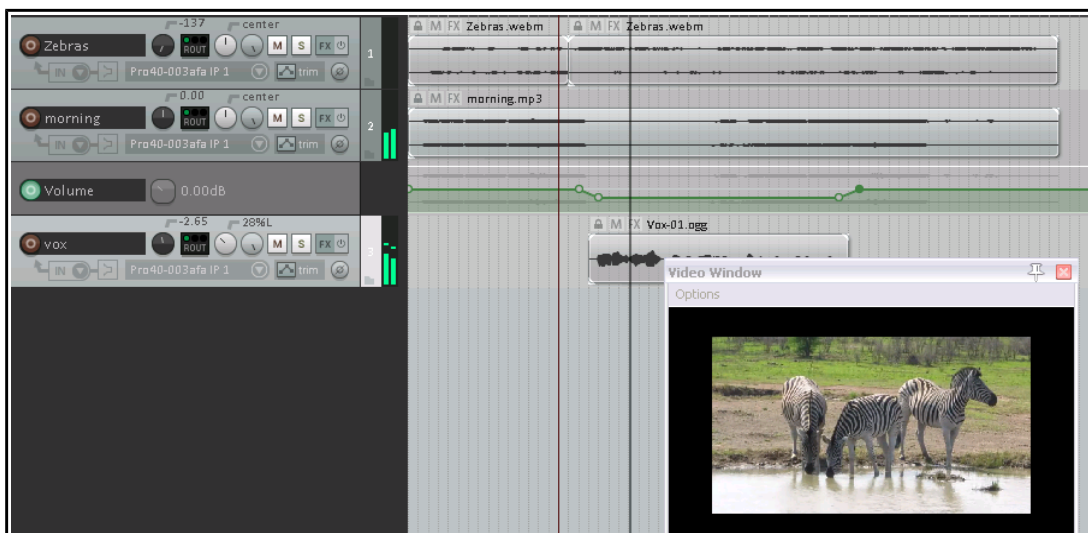 -137 center
Zebras ROUT M S FX 1
IN Pro40-003afa IP 1 trim
M FX Zebras.webm M FX Zebras.webm
0.00 center
morning ROUT M S FX 2
IN Pro40-003afa IP 1 trim
M FX morning.mp3
Volume 0.00dB
-2.65 28%L
vox ROUT M S FX 3
IN Pro40-003afa IP 1 trim
M FX Vox-01.ogg
Video Window
Options